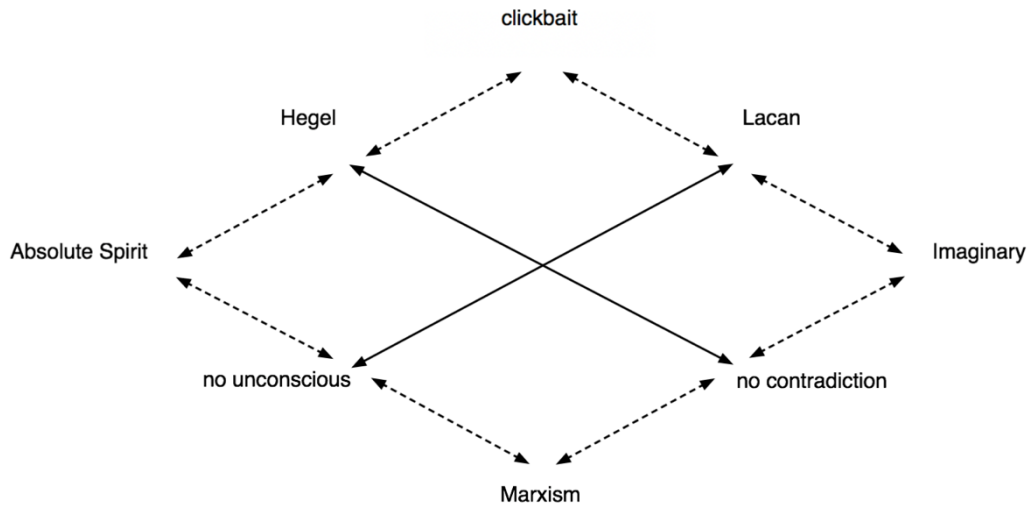 clickbait
Hegel
Lacan
Absolute Spirit
Imaginary
no unconscious
no contradiction
Marxism